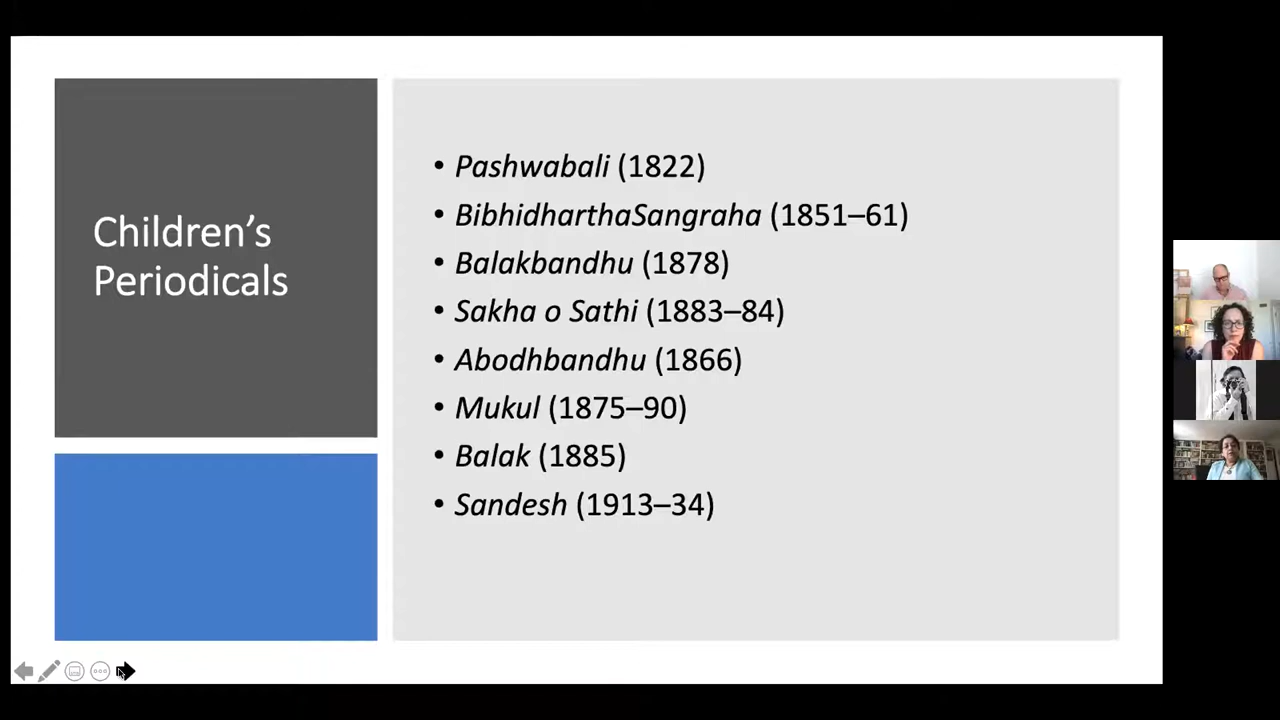 Children’s
Periodicals
• Pashwabali (1822)
• BibhidharthaSangraha (1851–61)
• Balakbandhu (1878)
• Sakha o Sathi (1883–84)
• Abodhbandhu (1866)
• Mukul (1875–90)
• Balak (1885)
• Sandesh (1913–34)